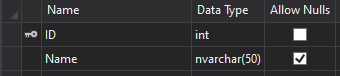 Name Data Type Allow Nulls
ID int
Name nvarchar(50)